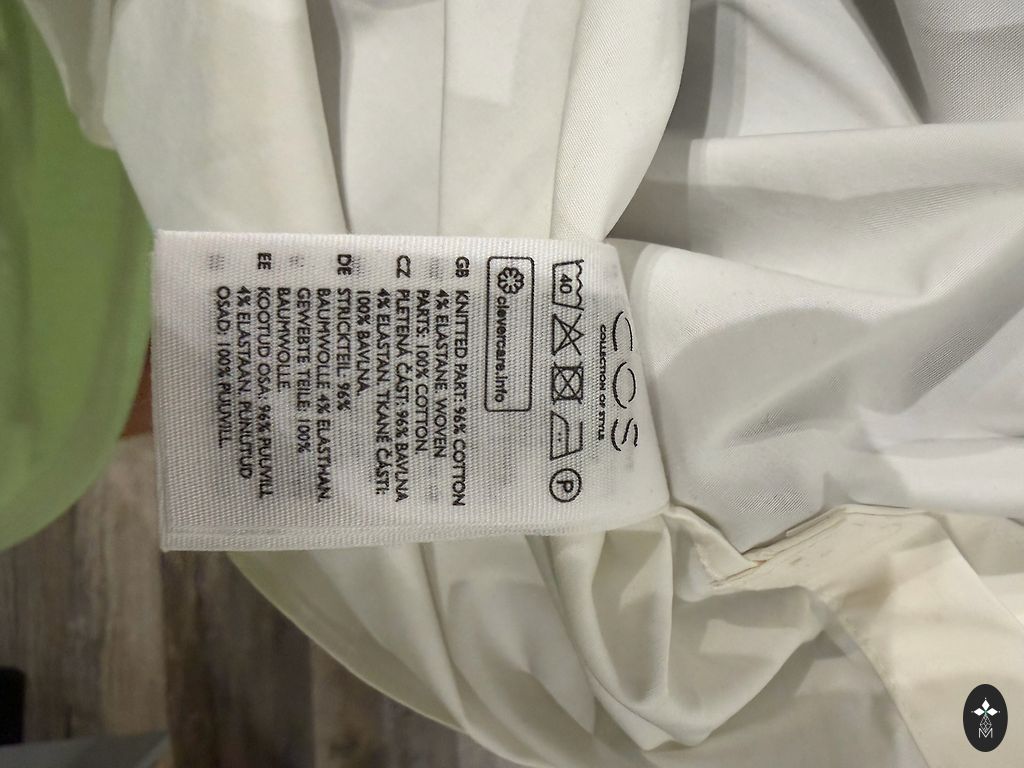 COS
COLLECTION OF STYLE
40
P
clevercare.info
GB KNITTED PART: 96% COTTON
4% ELASTANE. WOVEN
PARTS: 100% COTTON.
CZ PLETENÁ ČÁST: 96% BAVLNA
4% ELASTAN. TKANÉ ČÁSTI:
100% BAVLNA.
DE STRICKTEIL: 96%
BAUMWOLLE 4% ELASTHAN.
GEWEBTE TEILE: 100%
BAUMWOLLE
EE KOOTUD OSA: 96% PUUVILL
4% ELASTAAN. PUNUTUD
OSAD: 100% PUUVILL
M